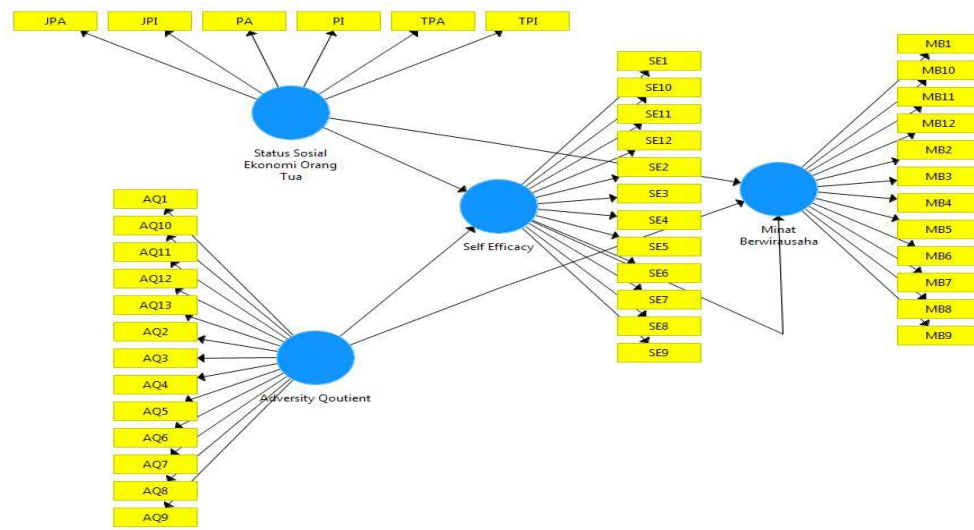 JPA JPI PA PI TPA TPI
Status Sosial
Ekonomi Orang
Tua
AQ1
AQ10
AQ11
AQ12
AQ13
AQ2
AQ3
AQ4
AQ5
AQ6
AQ7
AQ8
AQ9
Adversity Qoutient
Self Efficacy
SE1
SE10
SE11
SE12
SE2
SE3
SE4
SE5
SE6
SE7
SE8
SE9
Minat
Berwirausaha
MB1
MB10
MB11
MB12
MB2
MB3
MB4
MB5
MB6
MB7
MB8
MB9